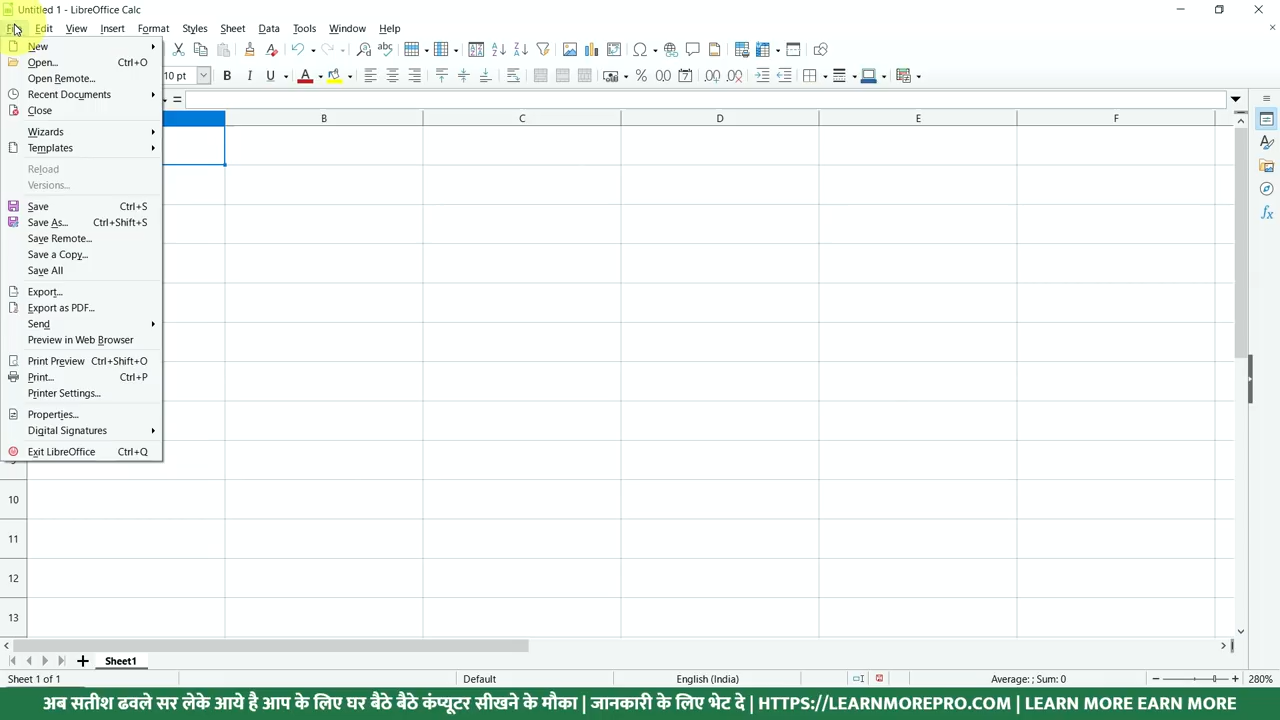 Untitled 1 - LibreOffice Calc
File Edit View Insert Format Styles Sheet Data Tools Window Help
New
Open... Ctrl+O
Open Remote...
Recent Documents
Close
Wizards
Templates
Reload
Versions...
Save Ctrl+S
Save As... Ctrl+Shift+S
Save Remote...
Save a Copy...
Save All
Export...
Export as PDF...
Send
Preview in Web Browser
Print Preview Ctrl+Shift+O
Print... Ctrl+P
Printer Settings...
Properties...
Digital Signatures
Exit LibreOffice Ctrl+Q
10 pt
B I U
B C D E F
10
11
12
13
Sheet1
Sheet 1 of 1 Default English (India) Average: ; Sum: 0 280%
अब सतीश ढवले सर लेके आये है आप के लिए घर बैठे बैठे कंप्यूटर सीखने के मौका | जानकारी के लिए भेट दे | HTTPS://LEARNMOREPRO.COM | LEARN MORE EARN MORE